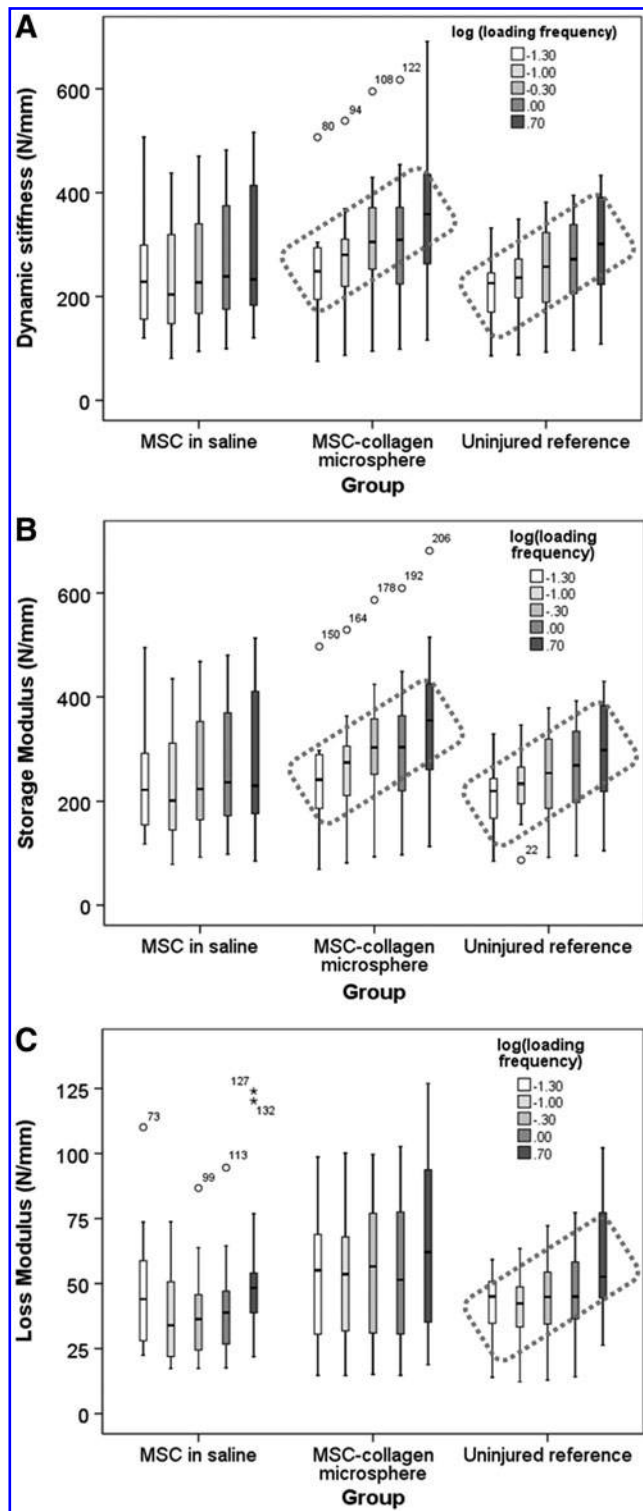 A
log (loading frequency)
-1.30
-1.00
-0.30
.00
.70
600
400
200
0
Dynamic stiffness (N/mm)
80
94
108
122
MSC in saline
MSC-collagen
microsphere
Uninjured reference
Group
B
log(loading
frequency)
-1.30
-1.00
-.30
.00
.70
600
400
200
0
Storage Modulus (N/mm)
150
164
178
192
206
22
MSC in saline
MSC-collagen
microsphere
Uninjured reference
Group
C
log(loading
frequency)
-1.30
-1.00
-.30
.00
.70
125
100
75
50
25
0
Loss Modulus (N/mm)
73
99
113
127
*
*
132
MSC in saline
MSC-collagen
microsphere
Uninjured reference
Group